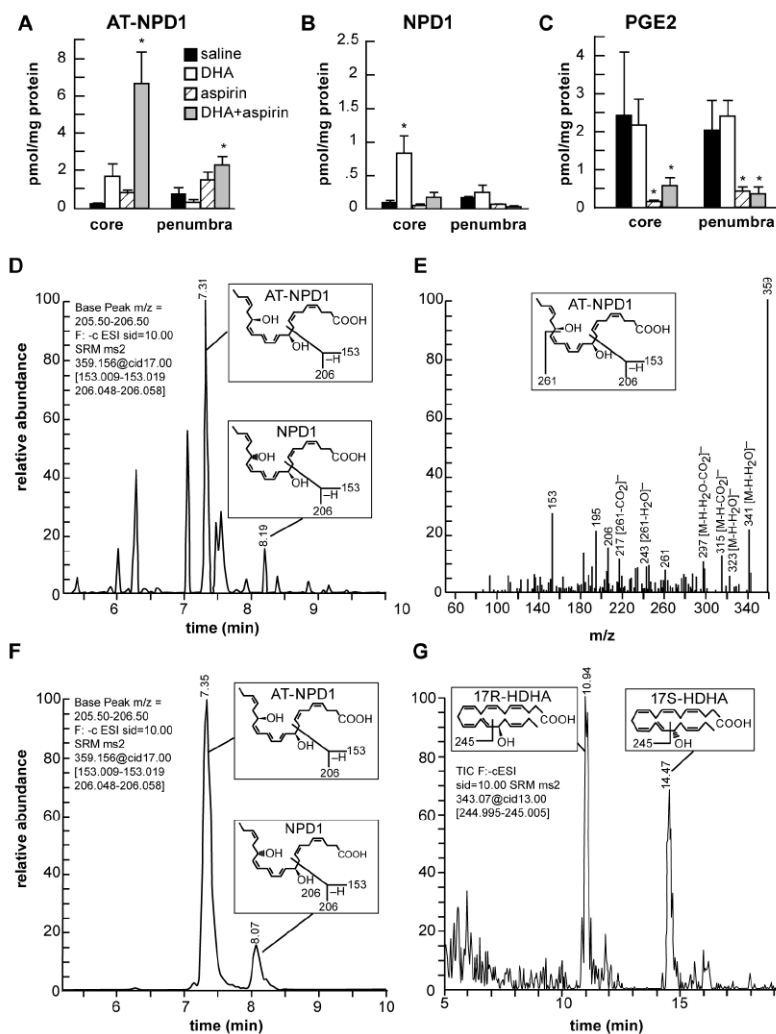 A
AT-NPD1
pmol/mg protein
10
8
6
4
2
0
*
*
core
penumbra
saline
DHA
aspirin
DHA+aspirin
B
NPD1
pmol/mg protein
2.5
2
1.5
1
.5
0
*
core
penumbra
C
PGE2
pmol/mg protein
5
4
3
2
1
0
*
*
*
*
core
penumbra
D
relative abundance
100
80
60
40
20
0
Base Peak m/z =
205.50-206.50
F: -c ESI sid=10.00
SRM ms2
359.156@cid17.00
[153.009-153.019
206.048-206.058]
7.31
AT-NPD1
OH
COOH
OH
153
–H
206
NPD1
OH
COOH
OH
153
–H
206
8.19
6
7
8
9
10
time (min)
E
100
80
60
40
20
0
AT-NPD1
OH
COOH
OH
153
–H
261
206
359
153
195
206
217 [261-CO₂]⁻
243 [261-H₂O]⁻
261
297 [M-H-H₂O-CO₂]⁻
315 [M-H-CO₂]⁻
323 [M-H-H₂O]⁻
341 [M-H-H₂O]⁻
60
100
140
180
220
260
300
340
m/z
F
relative abundance
100
80
60
40
20
0
Base Peak m/z =
205.50-206.50
F: -c ESI sid=10.00
SRM ms2
359.156@cid17.00
[153.009-153.019
206.048-206.058]
7.35
AT-NPD1
OH
COOH
OH
153
–H
206
NPD1
OH
COOH
OH
206
153
–H
206
8.07
6
7
8
9
10
time (min)
G
100
80
60
40
20
0
17R-HDHA
COOH
245
OH
10.94
17S-HDHA
COOH
245
OH
14.47
TIC F:-cESI
sid=10.00 SRM ms2
343.07@cid13.00
[244.995-245.005]
5
10
15
time (min)